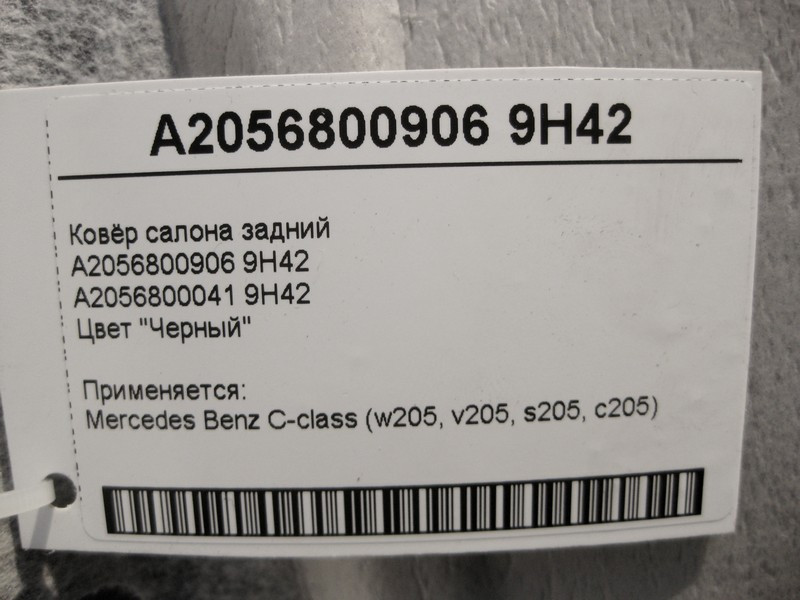 A2056800906 9H42
Ковёр салона задний
A2056800906 9H42
A2056800041 9H42
Цвет "Черный"
Применяется:
Mercedes Benz C-class (w205, v205, s205, c205)